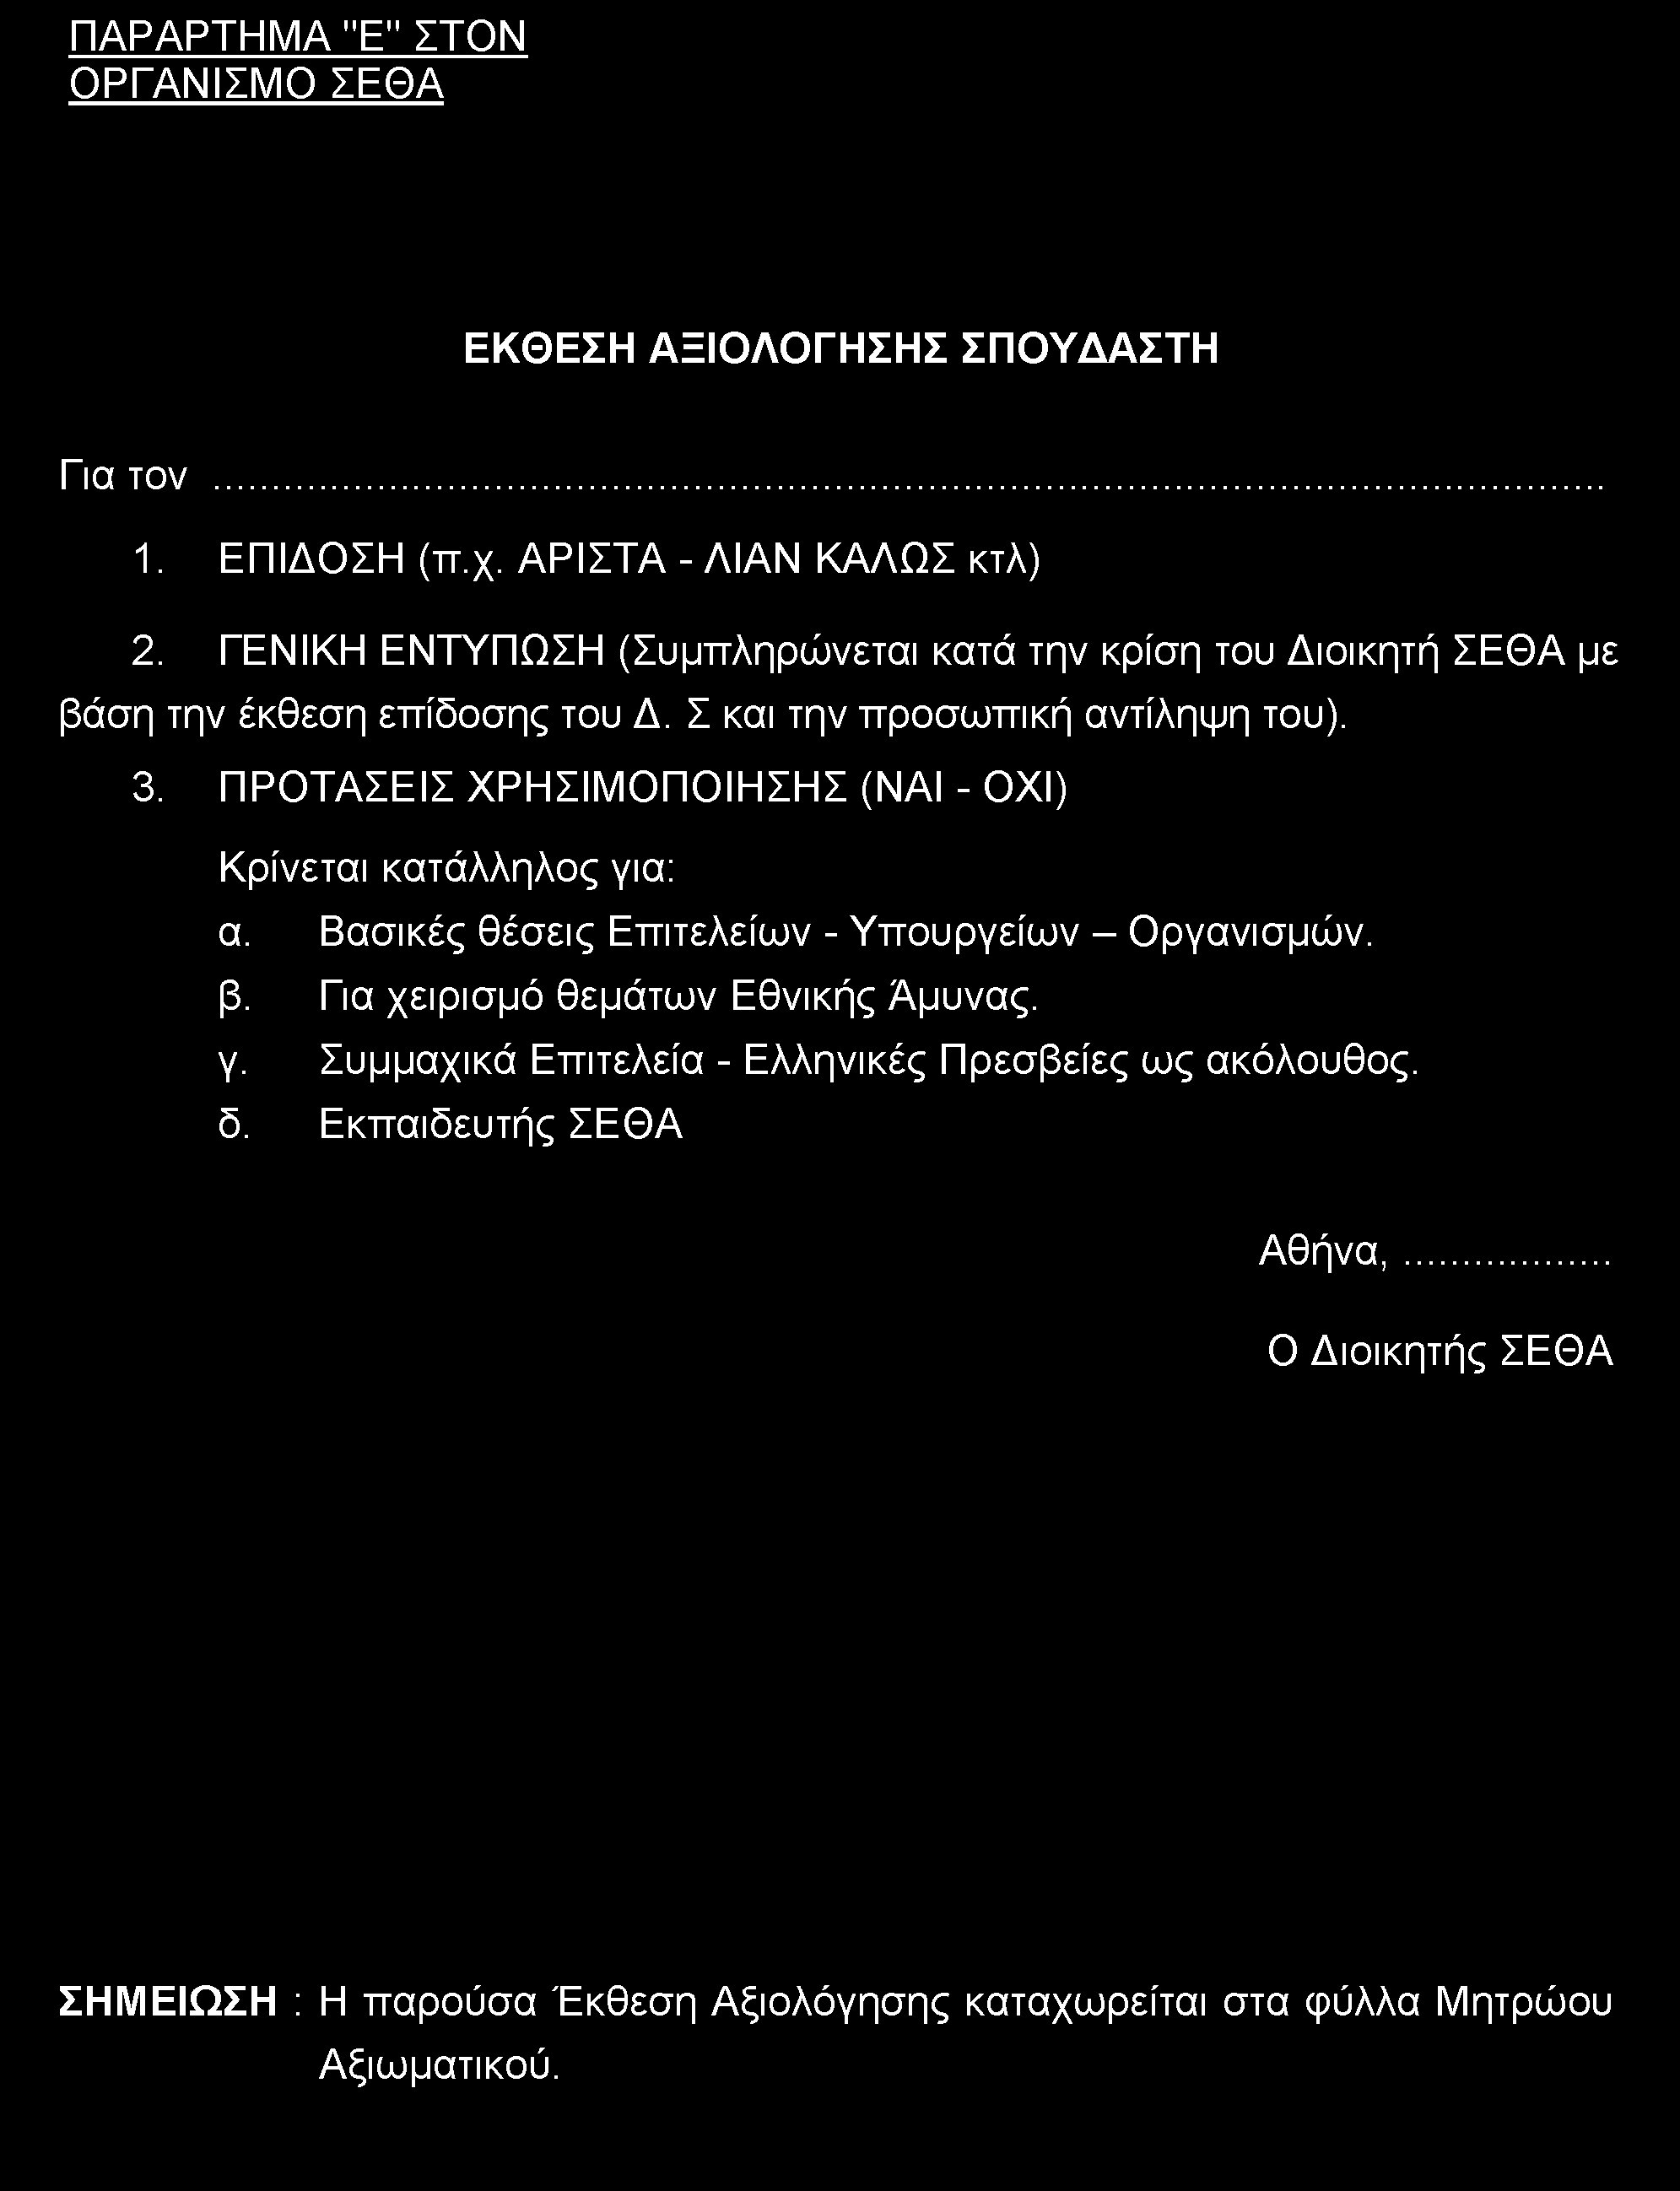 ΠΑΡΑΡΤΗΜΑ "Ε" ΣΤΟΝ
ΟΡΓΑΝΙΣΜΟ ΣΕΘΑ
ΕΚΘΕΣΗ ΑΞΙΟΛΟΓΗΣΗΣ ΣΠΟΥΔΑΣΤΗ
Για τον ..............................................................................................................
1. ΕΠΙΔΟΣΗ (π.χ. ΑΡΙΣΤΑ - ΛΙΑΝ ΚΑΛΩΣ κτλ)
2. ΓΕΝΙΚΗ ΕΝΤΥΠΩΣΗ (Συμπληρώνεται κατά την κρίση του Διοικητή ΣΕΘΑ με
βάση την έκθεση επίδοσης του Δ. Σ και την προσωπική αντίληψη του).
3. ΠΡΟΤΑΣΕΙΣ ΧΡΗΣΙΜΟΠΟΙΗΣΗΣ (ΝΑΙ - ΟΧΙ)
Κρίνεται κατάλληλος για:
α. Βασικές θέσεις Επιτελείων - Υπουργείων – Οργανισμών.
β. Για χειρισμό θεμάτων Εθνικής Άμυνας.
γ. Συμμαχικά Επιτελεία - Ελληνικές Πρεσβείες ως ακόλουθος.
δ. Εκπαιδευτής ΣΕΘΑ
Αθήνα, ..................
Ο Διοικητής ΣΕΘΑ
ΣΗΜΕΙΩΣΗ : Η παρούσα Έκθεση Αξιολόγησης καταχωρείται στα φύλλα Μητρώου
Αξιωματικού.